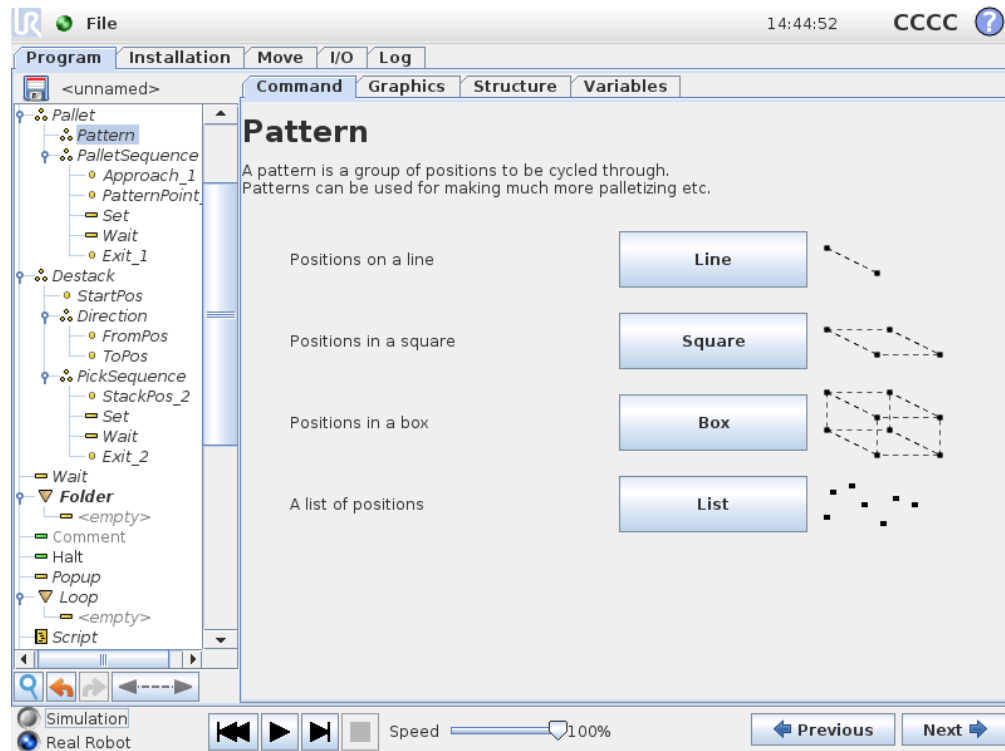 UR File 14:44:52 CCCC ?
Program Installation Move I/O Log
<unnamed>
Command Graphics Structure Variables
Pallet
Pattern
PalletSequence
Approach_1
PatternPoint_
Set
Wait
Exit_1
Destack
StartPos
Direction
FromPos
ToPos
PickSequence
StackPos_2
Set
Wait
Exit_2
Wait
Folder
<empty>
Comment
Halt
Popup
Loop
<empty>
Script
Pattern
A pattern is a group of positions to be cycled through.
Patterns can be used for making much more palletizing etc.
Positions on a line Line
Positions in a square Square
Positions in a box Box
A list of positions List
Simulation
Real Robot
Speed 100%
Previous Next